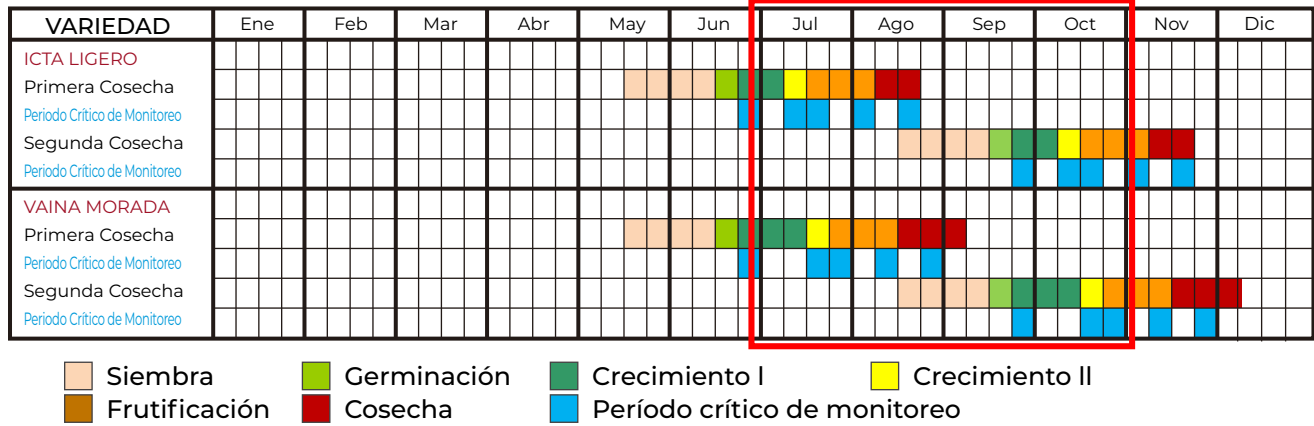 VARIEDAD Ene Feb Mar Abr May Jun Jul Ago Sep Oct Nov Dic
ICTA LIGERO
Primera Cosecha
Periodo Crítico de Monitoreo
Segunda Cosecha
Periodo Crítico de Monitoreo
VAINA MORADA
Primera Cosecha
Periodo Crítico de Monitoreo
Segunda Cosecha
Periodo Crítico de Monitoreo
Siembra Germinación Crecimiento I Crecimiento II
Frutificación Cosecha Período crítico de monitoreo